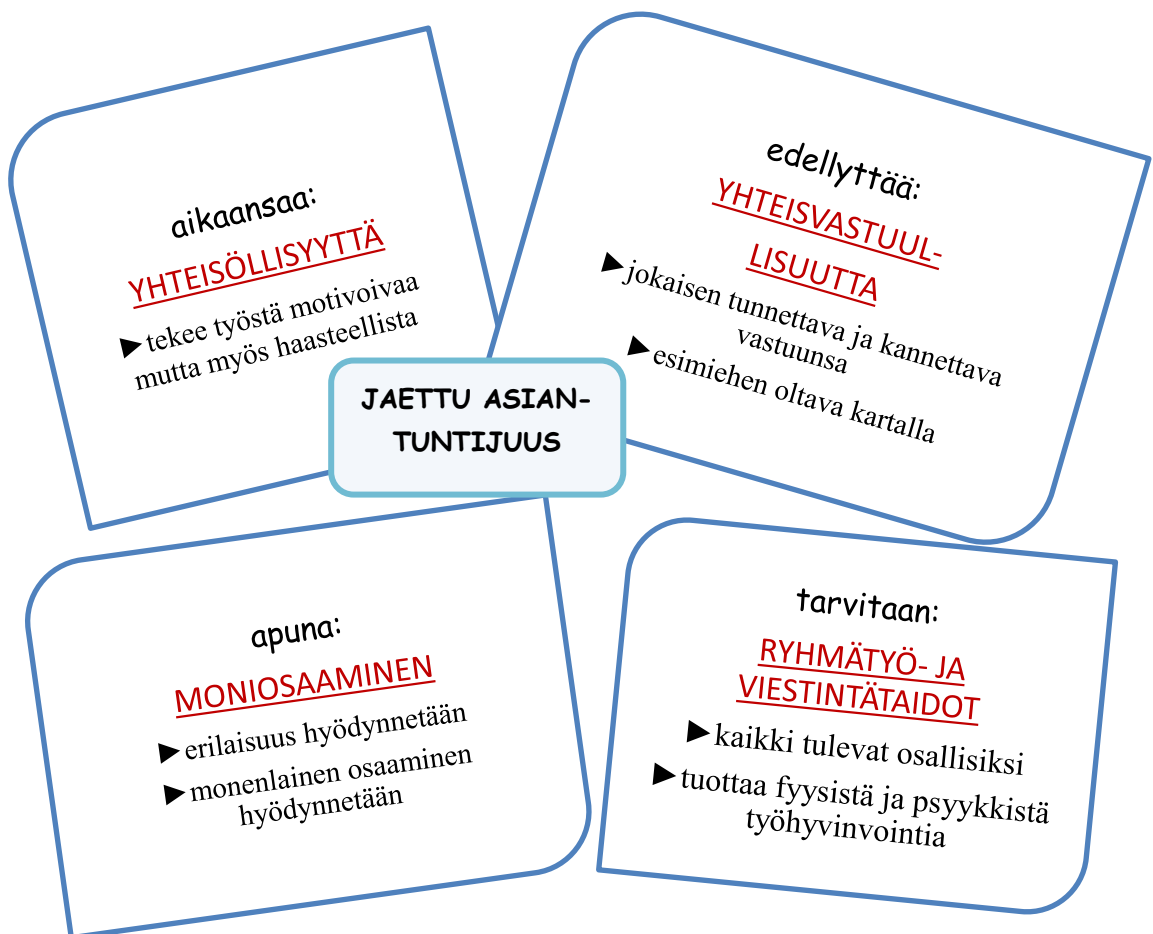 aikaansaa:
YHTEISÖLLISYYTTÄ
►tekee työstä motivoivaa
mutta myös haasteellista
edellyttää:
YHTEISVASTUUL-
LISUUTTA
►jokaisen tunnettava ja kannettava
vastuunsa
►esimiehen oltava kartalla
JAETTU ASIAN-
TUNTIJUUS
apuna:
MONIOSAAMINEN
►erilaisuus hyödynnetään
►monenlainen osaaminen
hyödynnetään
tarvitaan:
RYHMÄTYÖ- JA
VIESTINTÄTAIDOT
►kaikki tulevat osallisiksi
►tuottaa fyysistä ja psyykkistä
työhyvinvointia